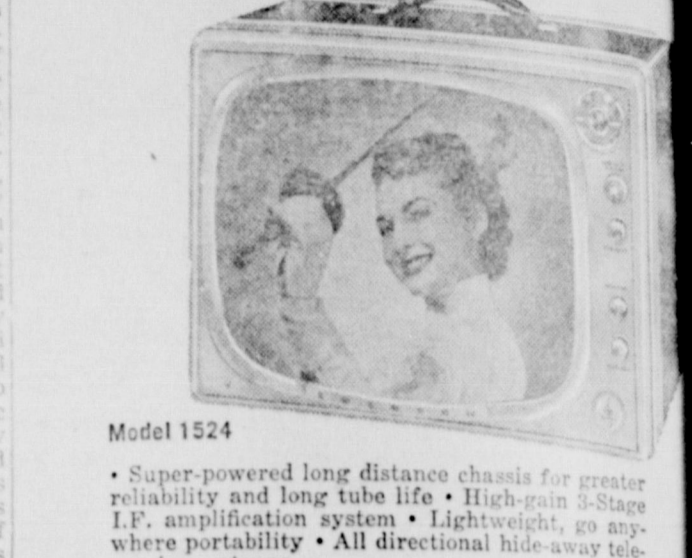 Model 1524
• Super-powered long distance chassis for greater
reliability and long tube life • High-gain 3-Stage
I.F. amplification system • Lightweight, go any-
where portability • All directional hide-away tele-